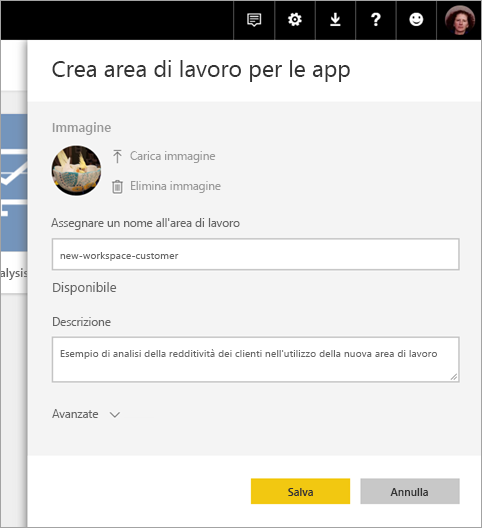 Crea area di lavoro per le app
Immagine
Carica immagine
Elimina immagine
Assegnare un nome all'area di lavoro
new-workspace-customer
Disponibile
Descrizione
Esempio di analisi della redditività dei clienti nell'utilizzo della nuova area di lavoro
alysis
Avanzate
Salva
Annulla